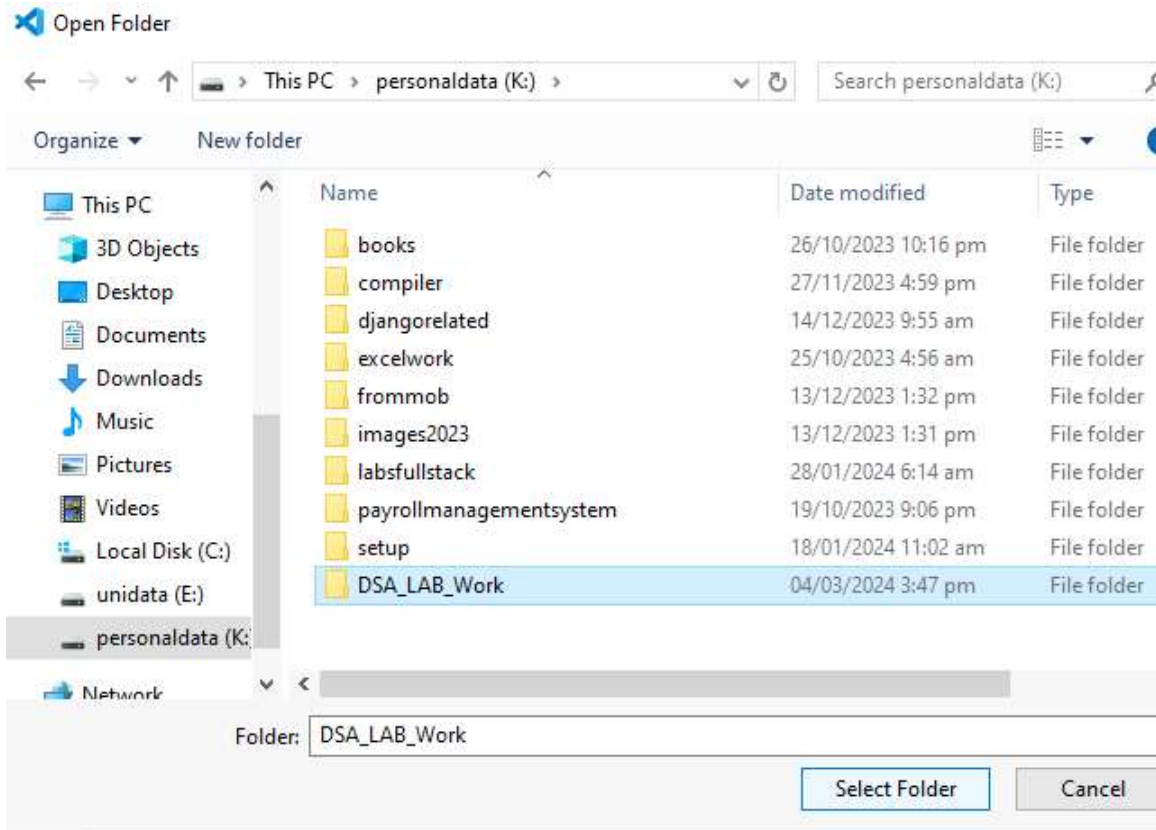 Open Folder
This PC > personaldata (K:) >
Search personaldata (K:)
Organize
New folder
Name
Date modified
Type
This PC
3D Objects
Desktop
Documents
Downloads
Music
Pictures
Videos
Local Disk (C:)
unidata (E:)
personaldata (K:
Network
books 26/10/2023 10:16 pm File folder
compiler 27/11/2023 4:59 pm File folder
djangorelated 14/12/2023 9:55 am File folder
excelwork 25/10/2023 4:56 am File folder
frommob 13/12/2023 1:32 pm File folder
images2023 13/12/2023 1:31 pm File folder
labsfullstack 28/01/2024 6:14 am File folder
payrollmanagementsystem 19/10/2023 9:06 pm File folder
setup 18/01/2024 11:02 am File folder
DSA_LAB_Work 04/03/2024 3:47 pm File folder
Folder: DSA_LAB_Work
Select Folder
Cancel